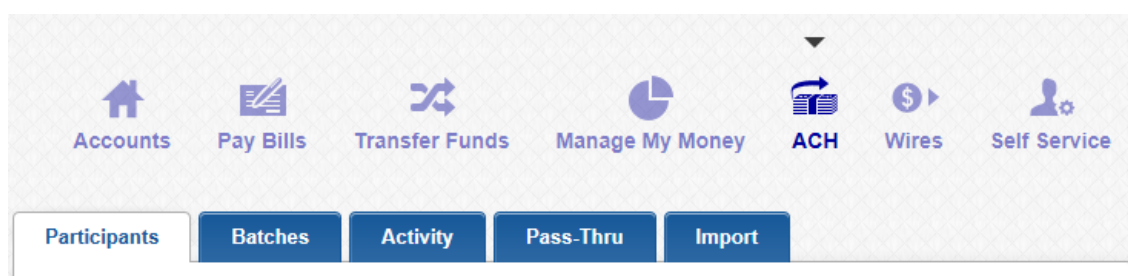 Accounts Pay Bills Transfer Funds Manage My Money ACH Wires Self Service
Participants Batches Activity Pass-Thru Import